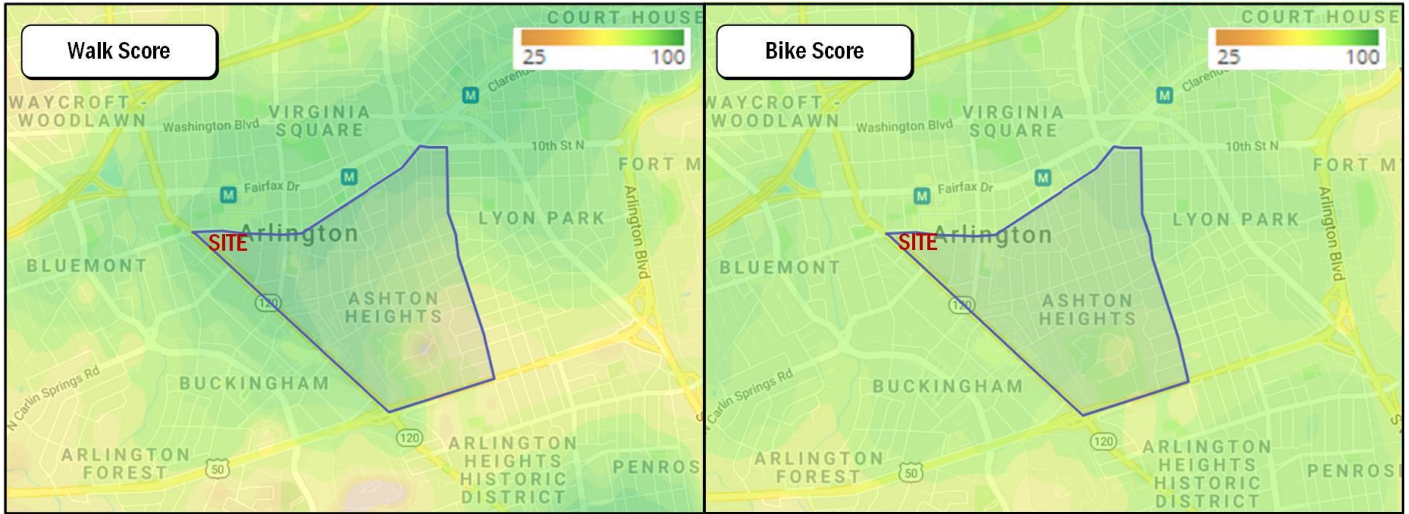 Walk Score
COURT HOUSE
25 100
Clarend
M
WAYCROFT -
WOODLAWN
Washington Blvd
VIRGINIA
SQUARE
10th St N
FORT M
M
M
Fairfax Dr
Arlington Blvd
LYON PARK
Arlington
SITE
BLUEMONT
120
ASHTON
HEIGHTS
BUCKINGHAM
N Carlin Springs Rd
120
ARLINGTON
FOREST
50
ARLINGTON
HEIGHTS
HISTORIC
DISTRICT
PENROS
Bike Score
COURT HOUSE
25 100
Clarend
M
WAYCROFT -
WOODLAWN
Washington Blvd
VIRGINIA
SQUARE
10th St N
FORT MY
M
M
Fairfax Dr
Arlington Blvd
LYON PARK
Arlington
SITE
BLUEMONT
120
ASHTON
HEIGHTS
BUCKINGHAM
Carlin Springs Rd
120
ARLINGTON
FOREST
50
ARLINGTON
HEIGHTS
HISTORIC
DISTRICT
PENROS